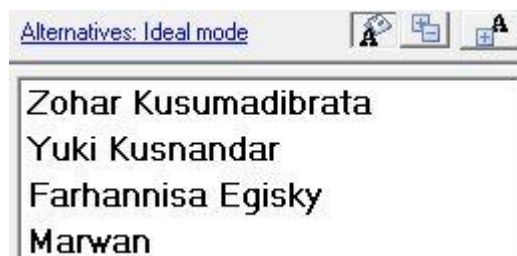 Alternatives: Ideal mode
Zohar Kusumadibrata
Yuki Kusnandar
Farhannisa Egisky
Marwan